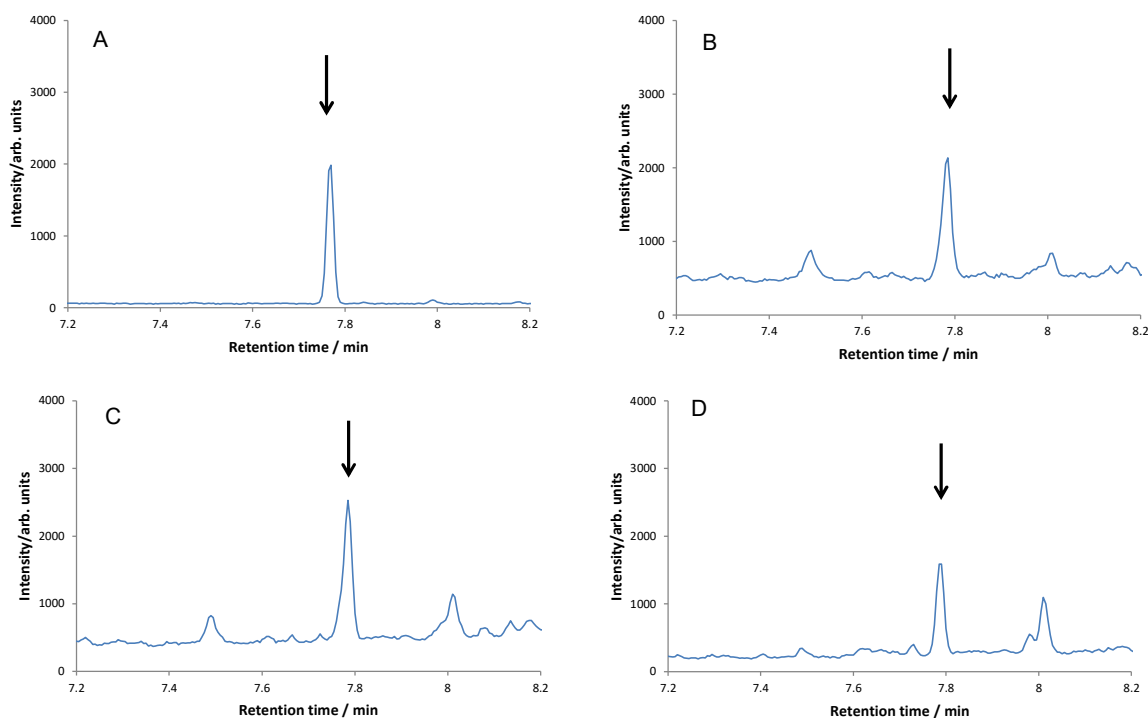 A
4000
3000
2000
1000
0
Intensity/arb. units
7.2 7.4 7.6 7.8 8 8.2
Retention time / min
B
4000
3000
2000
1000
0
Intensity/arb. units
7.2 7.4 7.6 7.8 8 8.2
Retention time / min
C
4000
3000
2000
1000
0
Intensity/arb. units
7.2 7.4 7.6 7.8 8 8.2
Retention time / min
D
4000
3000
2000
1000
0
Intensity/arb. units
7.2 7.4 7.6 7.8 8 8.2
Retention time / min